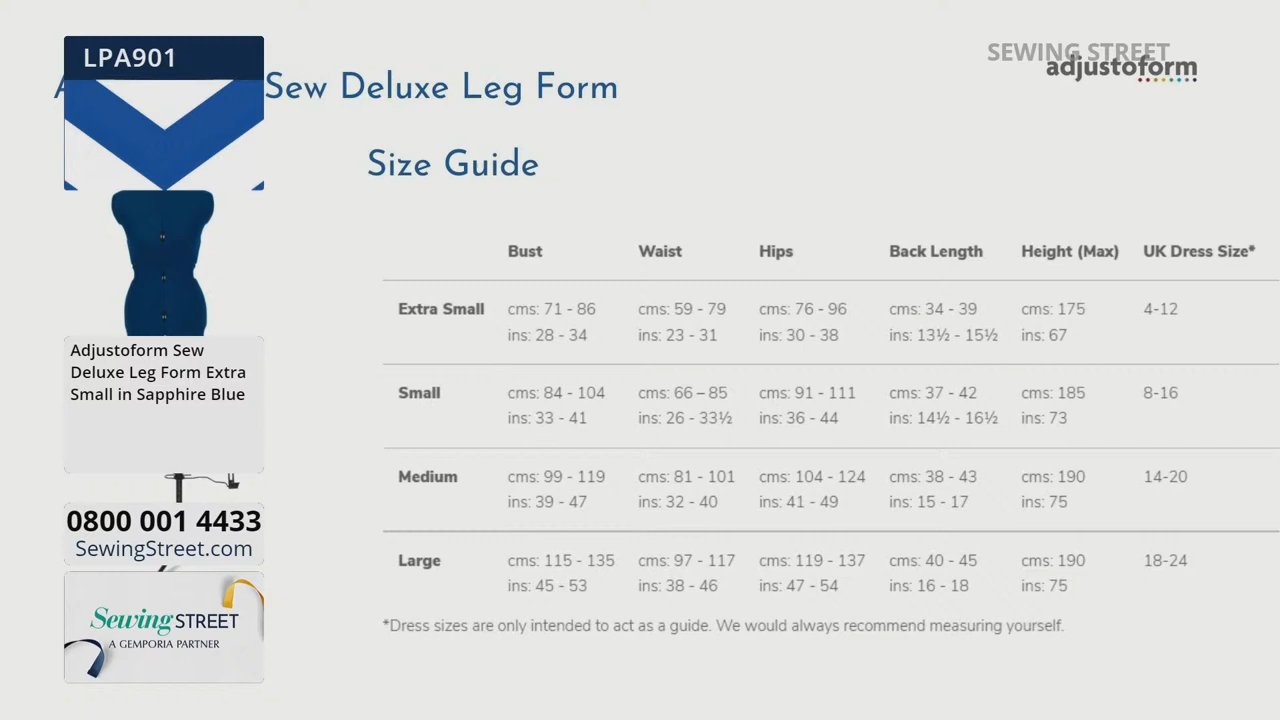 LPA901
SEWING STREET
adjustoform
Sew Deluxe Leg Form
Size Guide
Bust Waist Hips Back Length Height (Max) UK Dress Size*
Extra Small cms: 71 - 86 cms: 59 - 79 cms: 76 - 96 cms: 34 - 39 cms: 175 4-12
ins: 28 - 34 ins: 23 - 31 ins: 30 - 38 ins: 13½ - 15½ ins: 67
Small cms: 84 - 104 cms: 66 – 85 cms: 91 - 111 cms: 37 - 42 cms: 185 8-16
ins: 33 - 41 ins: 26 - 33½ ins: 36 - 44 ins: 14½ - 16½ ins: 73
Medium cms: 99 - 119 cms: 81 - 101 cms: 104 - 124 cms: 38 - 43 cms: 190 14-20
ins: 39 - 47 ins: 32 - 40 ins: 41 - 49 ins: 15 - 17 ins: 75
Large cms: 115 - 135 cms: 97 - 117 cms: 119 - 137 cms: 40 - 45 cms: 190 18-24
ins: 45 - 53 ins: 38 - 46 ins: 47 - 54 ins: 16 - 18 ins: 75
*Dress sizes are only intended to act as a guide. We would always recommend measuring yourself.
Adjustoform Sew
Deluxe Leg Form Extra
Small in Sapphire Blue
0800 001 4433
SewingStreet.com
Sewing STREET
A GEMPORIA PARTNER